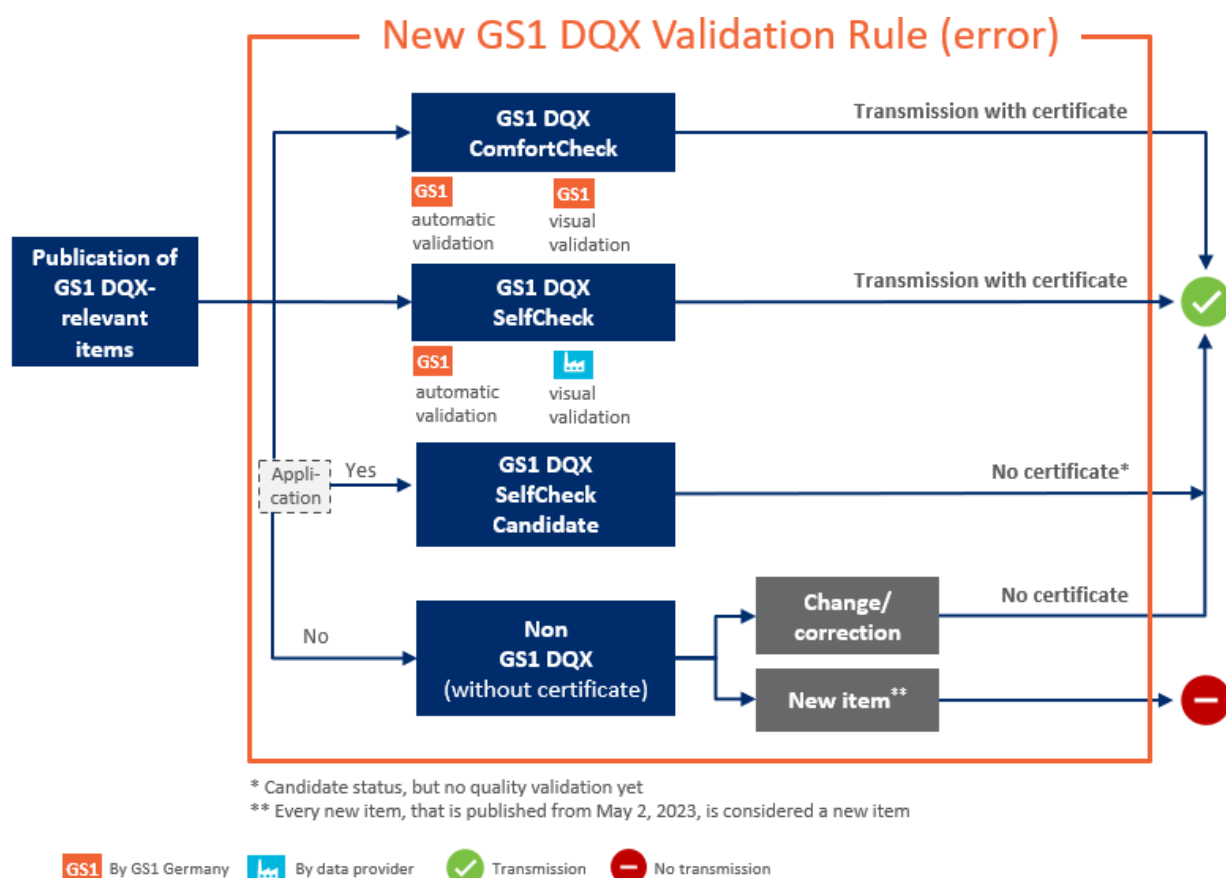 New GS1 DQX Validation Rule (error)
GS1 DQX
ComfortCheck
Transmission with certificate
GS1
GS1
automatic
validation
visual
validation
Publication of
GS1 DQX-
relevant
items
GS1 DQX
SelfCheck
Transmission with certificate
GS1
automatic
validation
visual
validation
Appli-
cation
Yes
GS1 DQX
SelfCheck
Candidate
No certificate*
No
Non
GS1 DQX
(without certificate)
Change/
correction
No certificate
New item**
* Candidate status, but no quality validation yet
** Every new item, that is published from May 2, 2023, is considered a new item
GS1 By GS1 Germany
By data provider
Transmission
No transmission